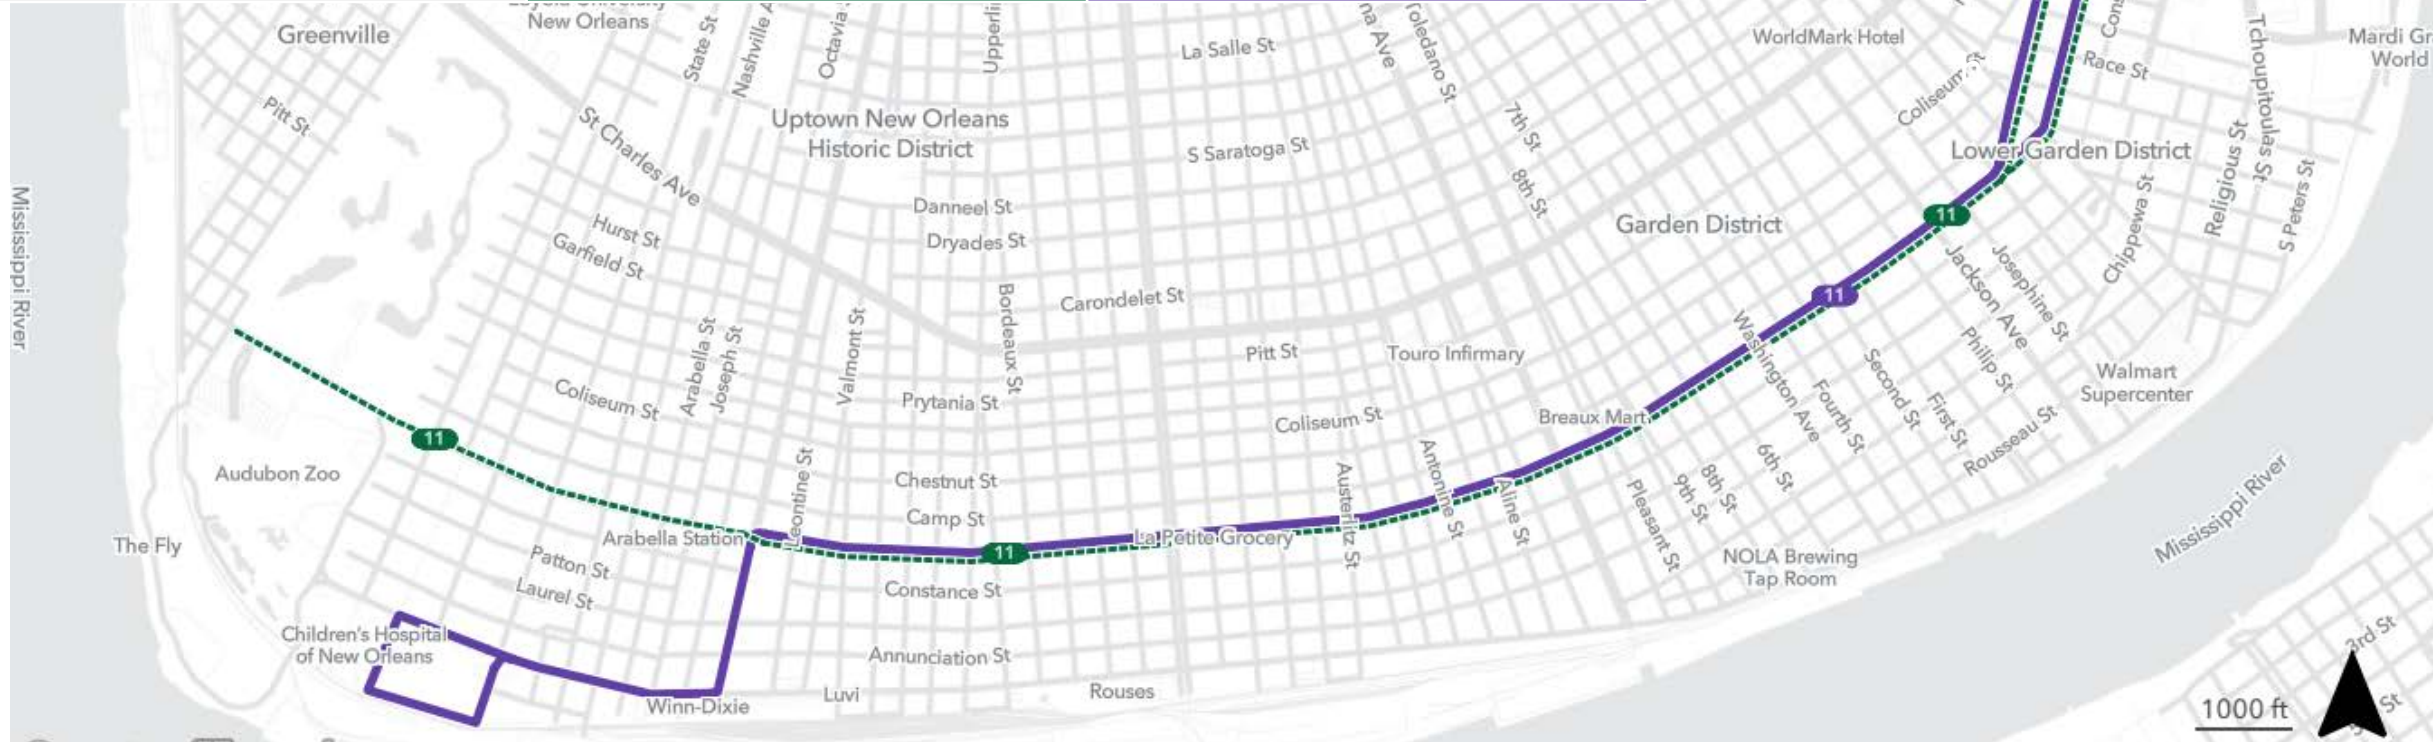 Greenville
Loyola University
New Orleans
State St
Nashville A
Octavia
Upperli
La Salle St
na Ave
Toledano St
WorldMark Hotel
Coliseum St
Cons
Race St
Tchoupitoulas St
Mardi Gr
World
Pitt St
St Charles Ave
Uptown New Orleans
Historic District
S Saratoga St
7th St
8th St
Lower Garden District
Religious St
S Peters St
Chippewa St
Mississippi River
Hurst St
Garfield St
Danneel St
Dryades St
Garden District
11
11
Josephine St
Jackson Ave
Bordeaux St
Carondelet St
Valmont St
Arabella St
Joseph St
Pitt St
Touro Infirmary
Washington Ave
Philip St
Walmart
Supercenter
Second St
Fourth St
First St
Rousseau St
Coliseum St
Prytania St
Coliseum St
Breaux Mart
11
Audubon Zoo
Leontine St
Chestnut St
Camp St
Austerlitz St
Antonine St
Aline St
Pleasant St
9th St
8th St
6th St
Mississippi River
The Fly
Arabella Station
11
La Petite Grocery
NOLA Brewing
Tap Room
Patton St
Laurel St
Constance St
Children's Hospital
of New Orleans
Annunciation St
3rd St
Winn-Dixie
Luvi
Rouses
1000 ft
St